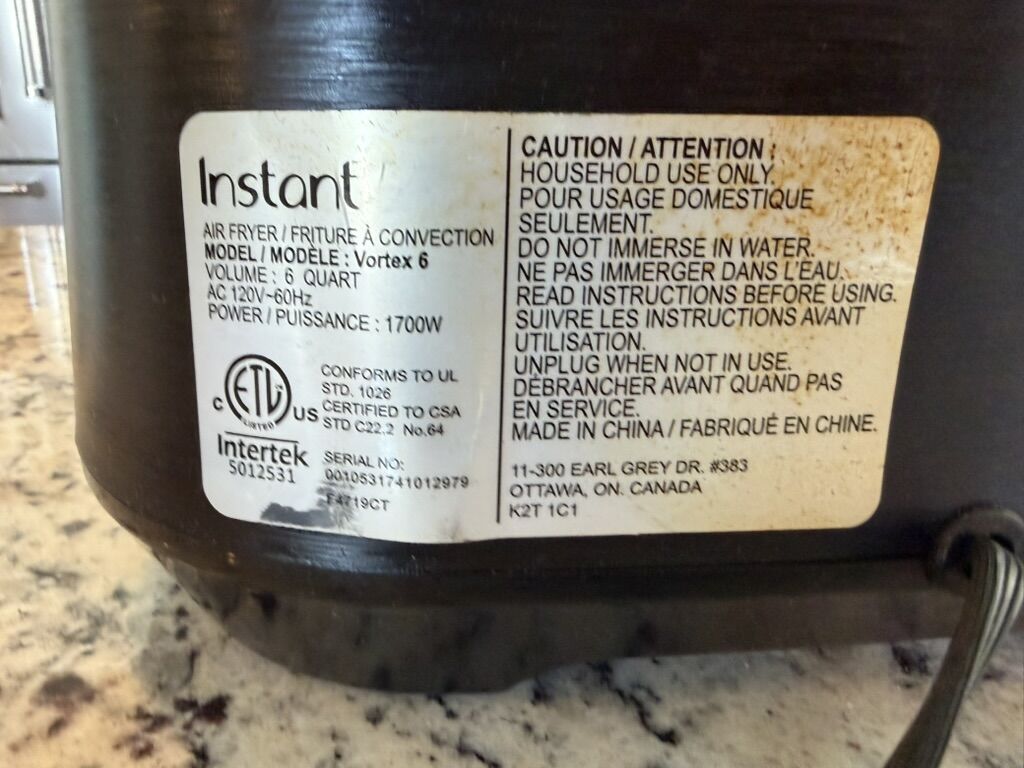 Instant
AIR FRYER / FRITURE À CONVECTION
MODEL / MODÈLE : Vortex 6
VOLUME : 6 QUART
AC 120V~60Hz
POWER / PUISSANCE : 1700W
C ETL US
LISTED
Intertek
5012531
CONFORMS TO UL
STD. 1026
CERTIFIED TO CSA
STD C22.2 No.64
SERIAL NO:
0010531741012979
F4719CT
CAUTION / ATTENTION :
HOUSEHOLD USE ONLY.
POUR USAGE DOMESTIQUE
SEULEMENT.
DO NOT IMMERSE IN WATER.
NE PAS IMMERGER DANS L'EAU.
READ INSTRUCTIONS BEFORE USING.
SUIVRE LES INSTRUCTIONS AVANT
UTILISATION.
UNPLUG WHEN NOT IN USE.
DÉBRANCHER AVANT QUAND PAS
EN SERVICE.
MADE IN CHINA / FABRIQUÉ EN CHINE.
11-300 EARL GREY DR. #383
OTTAWA, ON. CANADA
K2T 1C1